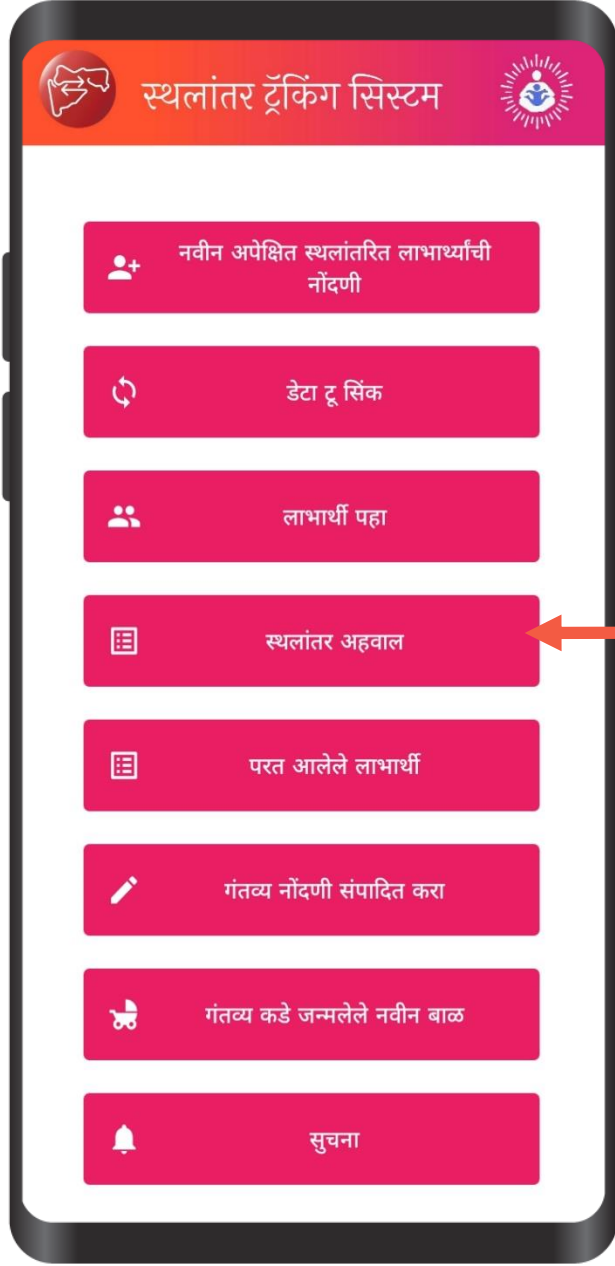 स्थलांतर ट्रॅकिंग सिस्टम
नवीन अपेक्षित स्थलांतरित लाभार्थ्यांची
नोंदणी
डेटा टू सिंक
लाभार्थी पहा
स्थलांतर अहवाल
परत आलेले लाभार्थी
गंतव्य नोंदणी संपादित करा
गंतव्य कडे जन्मलेले नवीन बाळ
सुचना